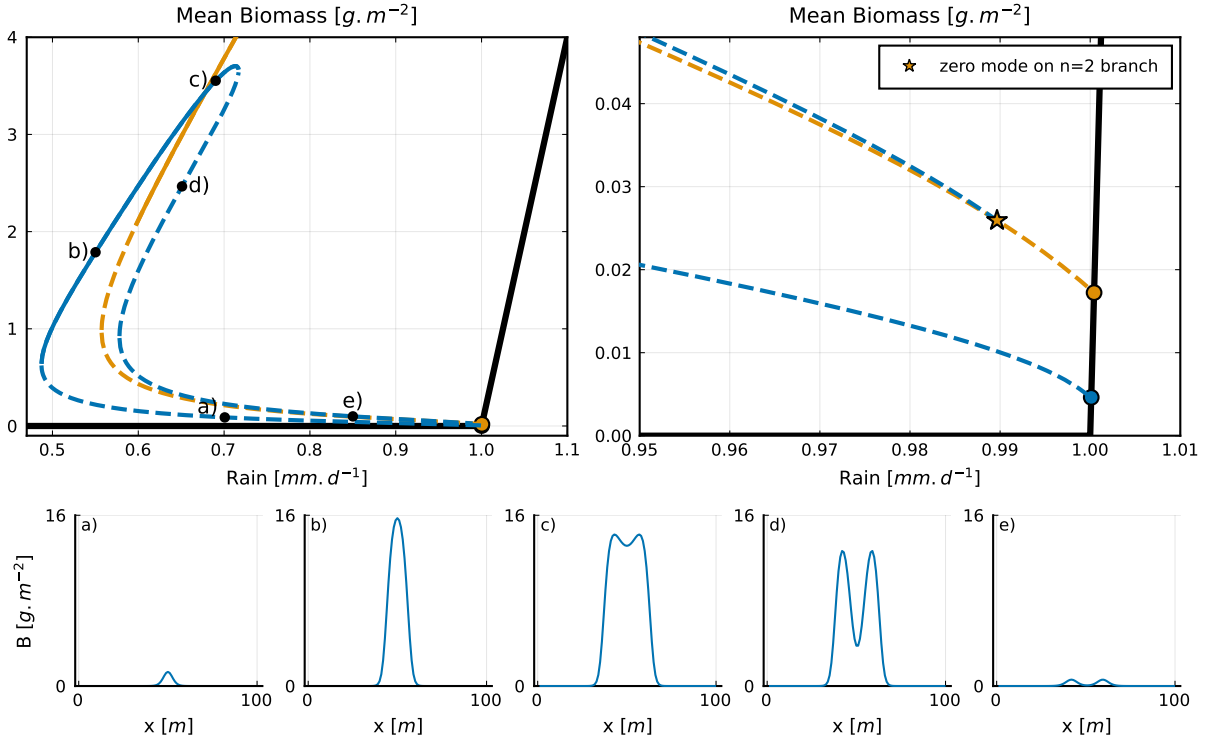 Mean Biomass [g.m⁻²]
4
3
2
1
0
c)
b)
d)
a)
e)
0.5 0.6 0.7 0.8 0.9 1.0 1.1
Rain [mm.d⁻¹]
Mean Biomass [g.m⁻²]
zero mode on n=2 branch
0.04
0.03
0.02
0.01
0.00
0.95 0.96 0.97 0.98 0.99 1.00 1.01
Rain [mm.d⁻¹]
B [g.m⁻²]
16
a)
0
0 100
x [m]
16
b)
0
0 100
x [m]
16
c)
0
0 100
x [m]
16
d)
0
0 100
x [m]
16
e)
0
0 100
x [m]